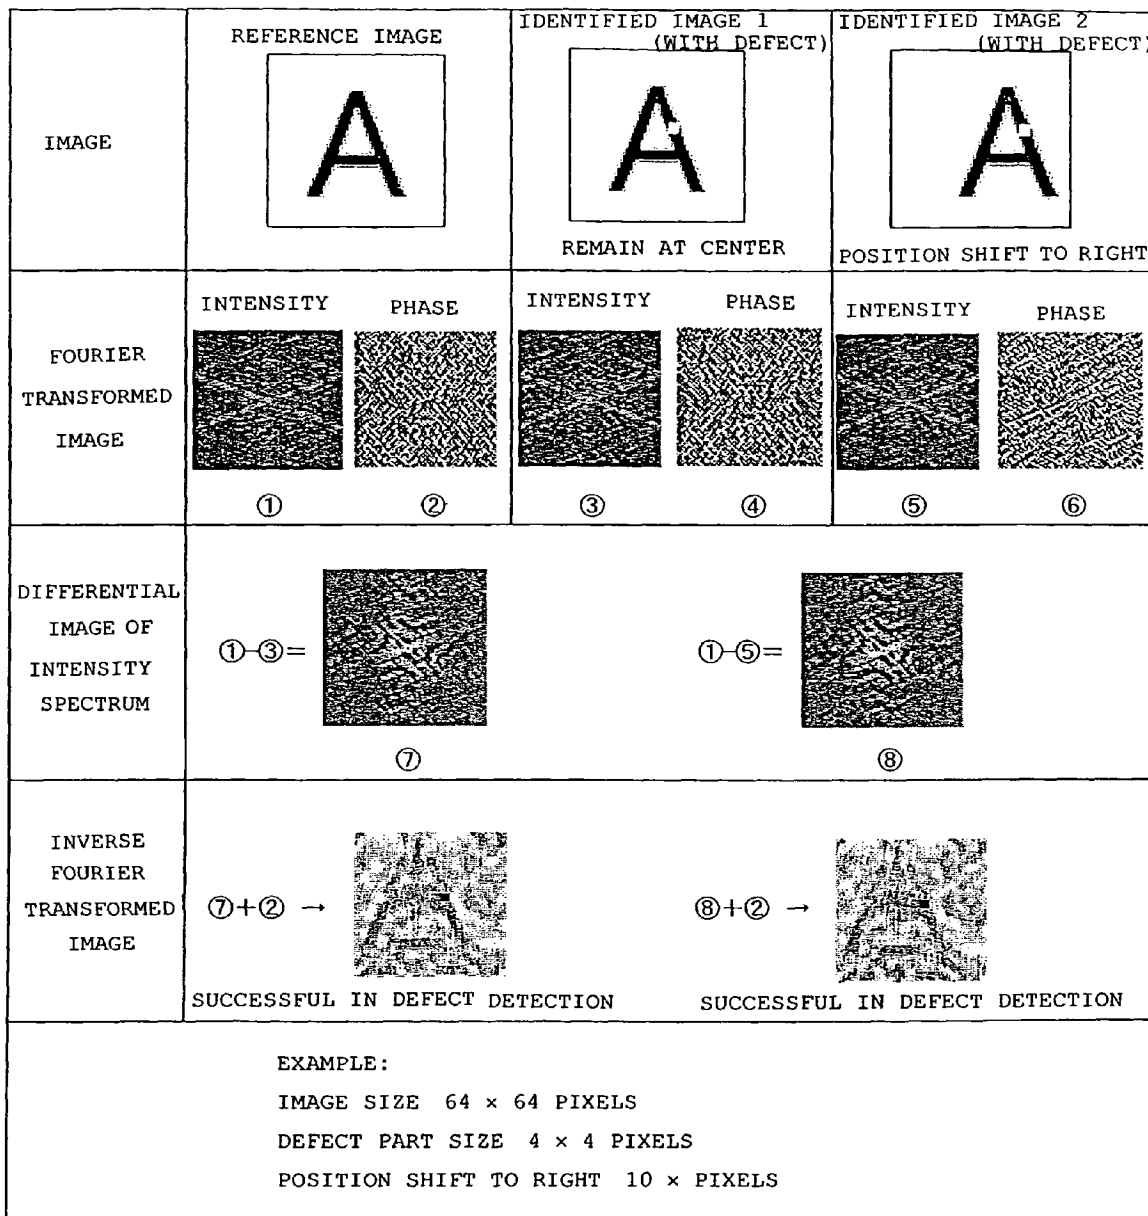 REFERENCE IMAGE
IDENTIFIED IMAGE 1
(WITH DEFECT)
IDENTIFIED IMAGE 2
(WITH DEFECT)
IMAGE
A
A
A
REMAIN AT CENTER
POSITION SHIFT TO RIGHT
FOURIER
TRANSFORMED
IMAGE
INTENSITY
PHASE
INTENSITY
PHASE
INTENSITY
PHASE
①
②
③
④
⑤
⑥
DIFFERENTIAL
IMAGE OF
INTENSITY
SPECTRUM
①-③=
⑦
①-⑤=
⑧
INVERSE
FOURIER
TRANSFORMED
IMAGE
⑦+② →
SUCCESSFUL IN DEFECT DETECTION
⑧+② →
SUCCESSFUL IN DEFECT DETECTION
EXAMPLE:
IMAGE SIZE 64 × 64 PIXELS
DEFECT PART SIZE 4 × 4 PIXELS
POSITION SHIFT TO RIGHT 10 × PIXELS